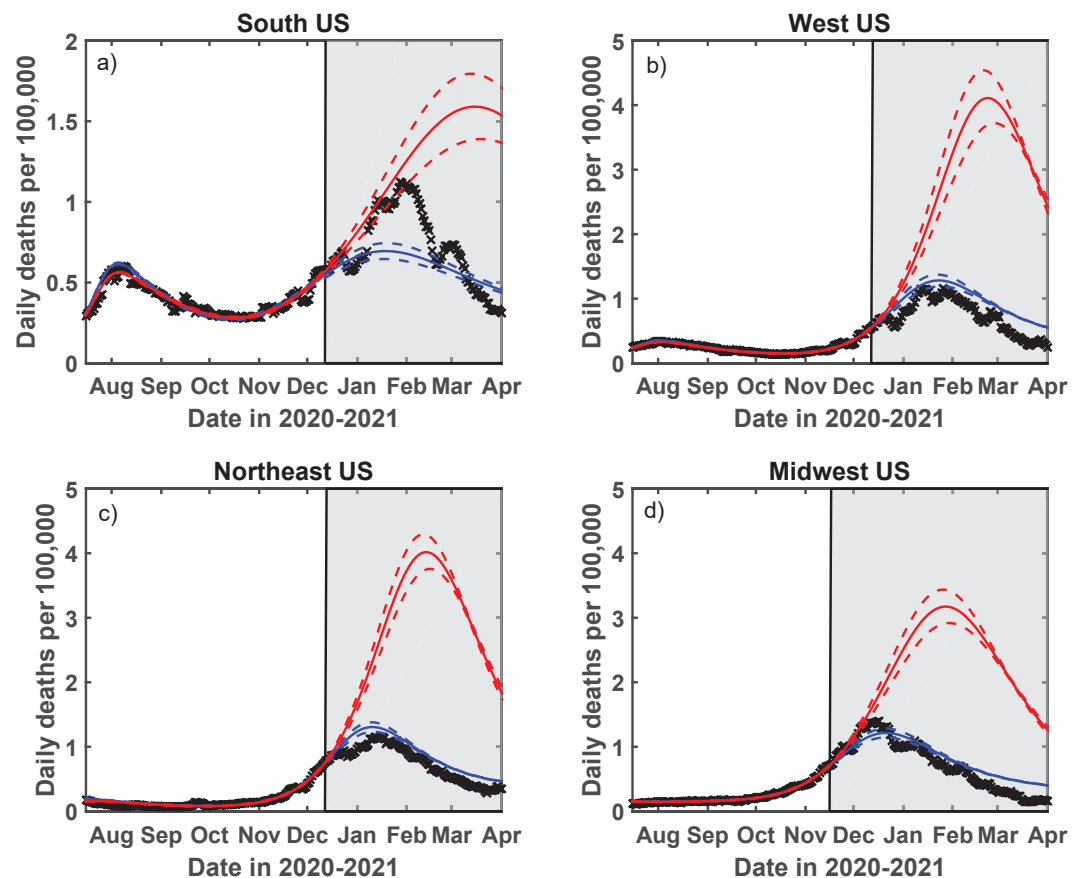 South US
a)
Daily deaths per 100,000
2
1.5
1
0.5
0
Aug Sep Oct Nov Dec Jan Feb Mar Apr
Date in 2020-2021
West US
b)
Daily deaths per 100,000
5
4
3
2
1
0
Aug Sep Oct Nov Dec Jan Feb Mar Apr
Date in 2020-2021
Northeast US
c)
Daily deaths per 100,000
5
4
3
2
1
0
Aug Sep Oct Nov Dec Jan Feb Mar Apr
Date in 2020-2021
Midwest US
d)
Daily deaths per 100,000
5
4
3
2
1
0
Aug Sep Oct Nov Dec Jan Feb Mar Apr
Date in 2020-2021